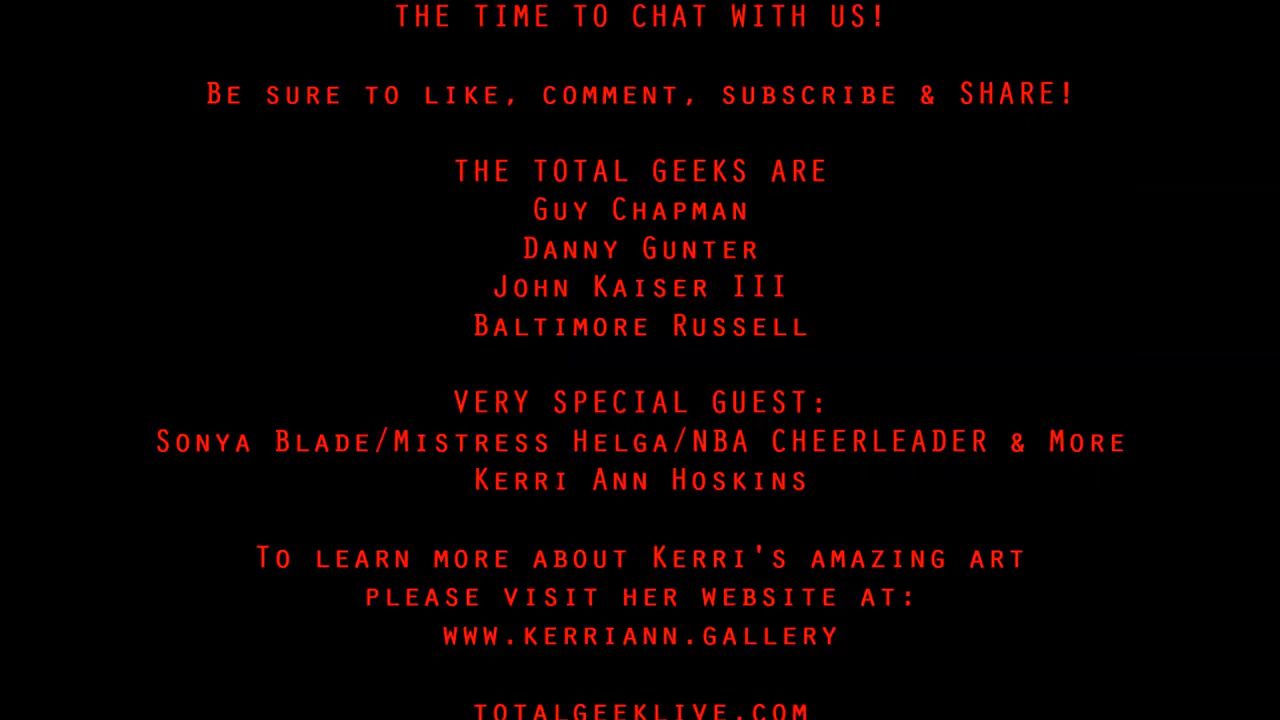 THE TIME TO CHAT WITH US!
BE SURE TO LIKE, COMMENT, SUBSCRIBE & SHARE!
THE TOTAL GEEKS ARE
GUY CHAPMAN
DANNY GUNTER
JOHN KAISER III
BALTIMORE RUSSELL
VERY SPECIAL GUEST:
SONYA BLADE/MISTRESS HELGA/NBA CHEERLEADER & MORE
KERRI ANN HOSKINS
TO LEARN MORE ABOUT KERRI'S AMAZING ART
PLEASE VISIT HER WEBSITE AT:
WWW.KERRIANN.GALLERY
TOTALGEEKLIVE.COM